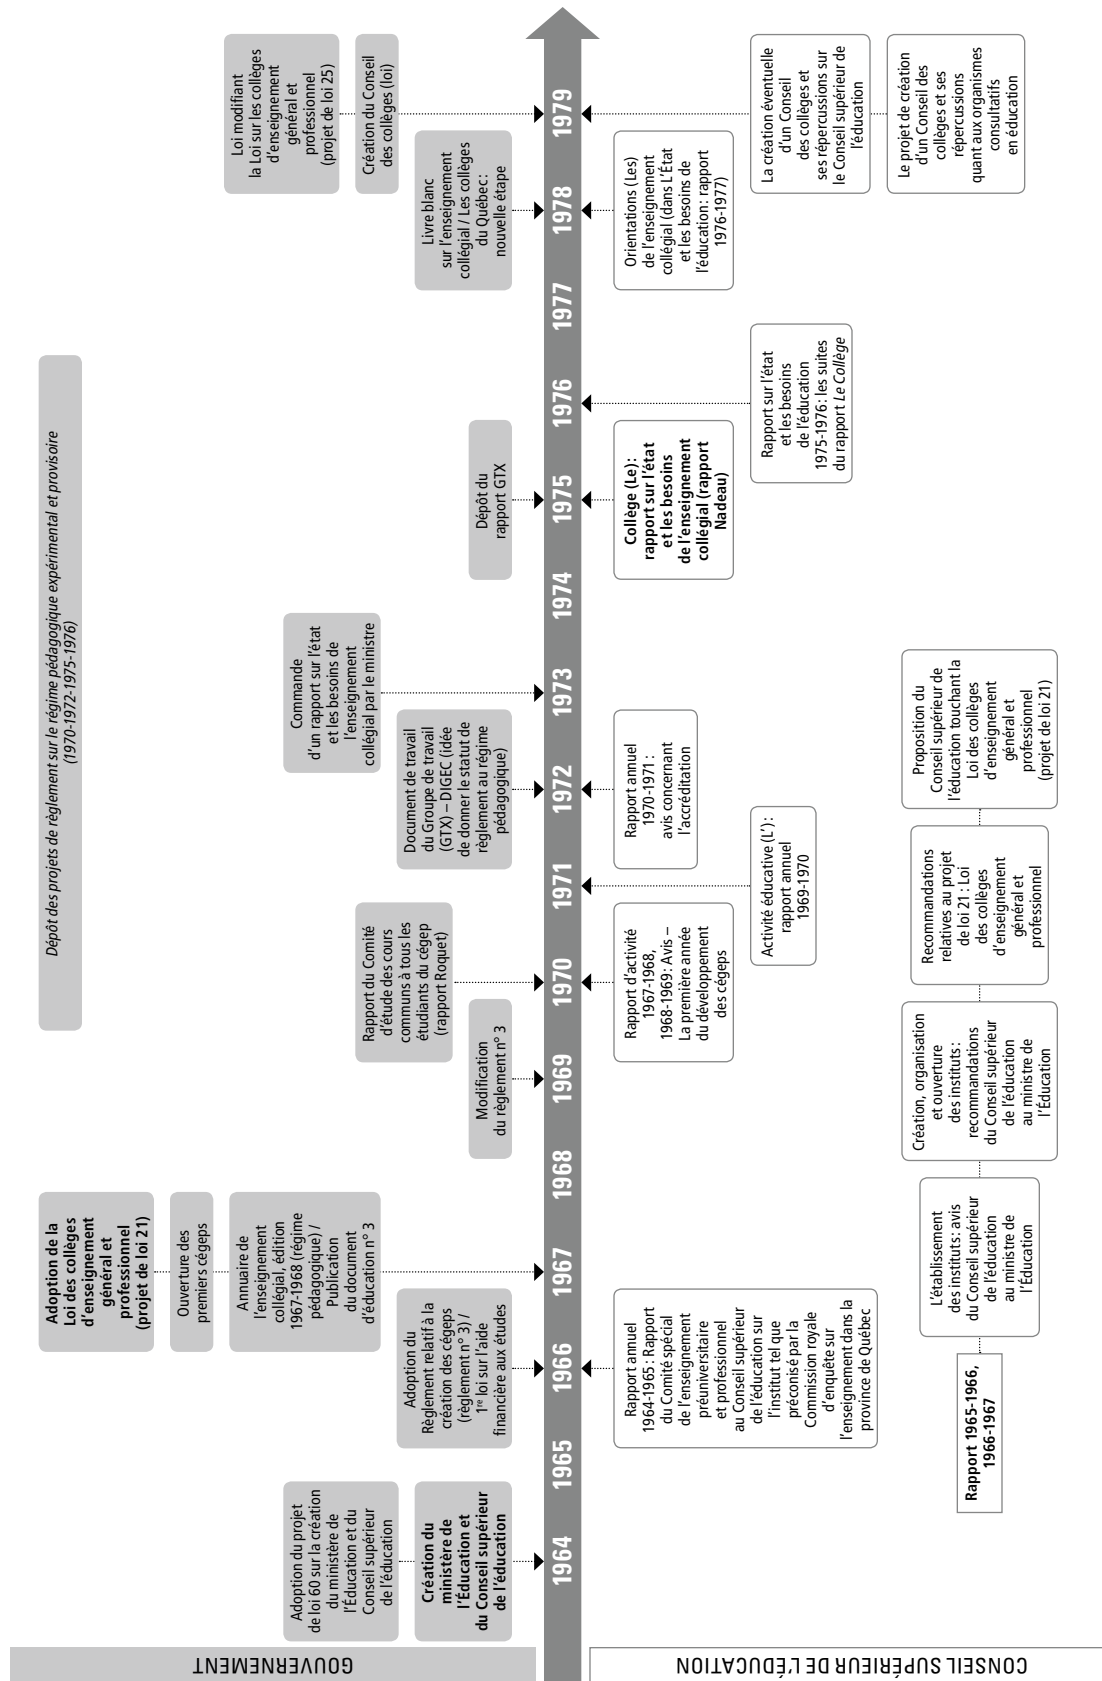 GOUVERNEMENT
Adoption du projet
de loi 60 sur la création
du ministère de
l’Éducation et du
Conseil supérieur
de l’éducation
Création du
ministère de
l’Éducation et
du Conseil supérieur
de l’éducation
Adoption du
Règlement relatif à la
création des cégeps
(règlement n° 3) /
1re loi sur l’aide
financière aux études
Adoption de la
Loi des collèges
d’enseignement
général et
professionnel
(projet de loi 21)
Ouverture des
premiers cégeps
Annuaire de
l’enseignement
collégial, édition
1967-1968 (régime
pédagogique) /
Publication
du document
d’éducation n° 3
Modification
du règlement n° 3
Rapport du Comité
d’étude des cours
communs à tous les
étudiants du cégep
(rapport Roquet)
Dépôt des projets de règlement sur le régime pédagogique expérimental et provisoire
(1970-1972-1975-1976)
Document de travail
du Groupe de travail
(GTX) – DIGEC (idée
de donner le statut de
règlement au régime
pédagogique)
Commande
d’un rapport sur l’état
et les besoins de
l’enseignement
collégial par le ministre
Dépôt du
rapport GTX
Livre blanc
sur l’enseignement
collégial / Les collèges
du Québec :
nouvelle étape
Loi modifiant
la Loi sur les collèges
d’enseignement
général et
professionnel
(projet de loi 25)
Création du Conseil
des collèges (loi)
1964
1965
1966
1967
1968
1969
1970
1971
1972
1973
1974
1975
1976
1977
1978
1979
CONSEIL SUPÉRIEUR DE L’ÉDUCATION
Rapport annuel
1964-1965 : Rapport
du Comité spécial
de l’enseignement
préuniversitaire
et professionnel
au Conseil supérieur
de l’éducation sur
l’institut tel que
préconisé par la
Commission royale
d’enquête sur
l’enseignement dans la
province de Québec
Rapport 1965-1966,
1966-1967
L’établissement
des instituts : avis
du Conseil supérieur
de l’éducation
au ministre de
l’Éducation
Création, organisation
et ouverture
des instituts :
recommandations
du Conseil supérieur
de l’éducation
au ministre de
l’Éducation
Recommandations
relatives au projet
de loi 21 : Loi
des collèges
d’enseignement
général et
professionnel
Proposition du
Conseil supérieur de
l’éducation touchant la
Loi des collèges
d’enseignement
général et
professionnel
(projet de loi 21)
Rapport d’activité
1967-1968,
1968-1969 : Avis –
La première année
du développement
des cégeps
Activité éducative (L’) :
rapport annuel
1969-1970
Rapport annuel
1970-1971 :
avis concernant
l’accréditation
Collège (Le) :
rapport sur l’état
et les besoins
de l’enseignement
collégial (rapport
Nadeau)
Rapport sur l’état
et les besoins
de l’éducation
1975-1976 : les suites
du rapport Le Collège
Orientations (Les)
de l’enseignement
collégial (dans L’État
et les besoins de
l’éducation : rapport
1976-1977)
La création éventuelle
d’un Conseil
des collèges et
ses répercussions sur
le Conseil supérieur de
l’éducation
Le projet de création
d’un Conseil des
collèges et ses
répercussions
quant aux organismes
consultatifs
en éducation